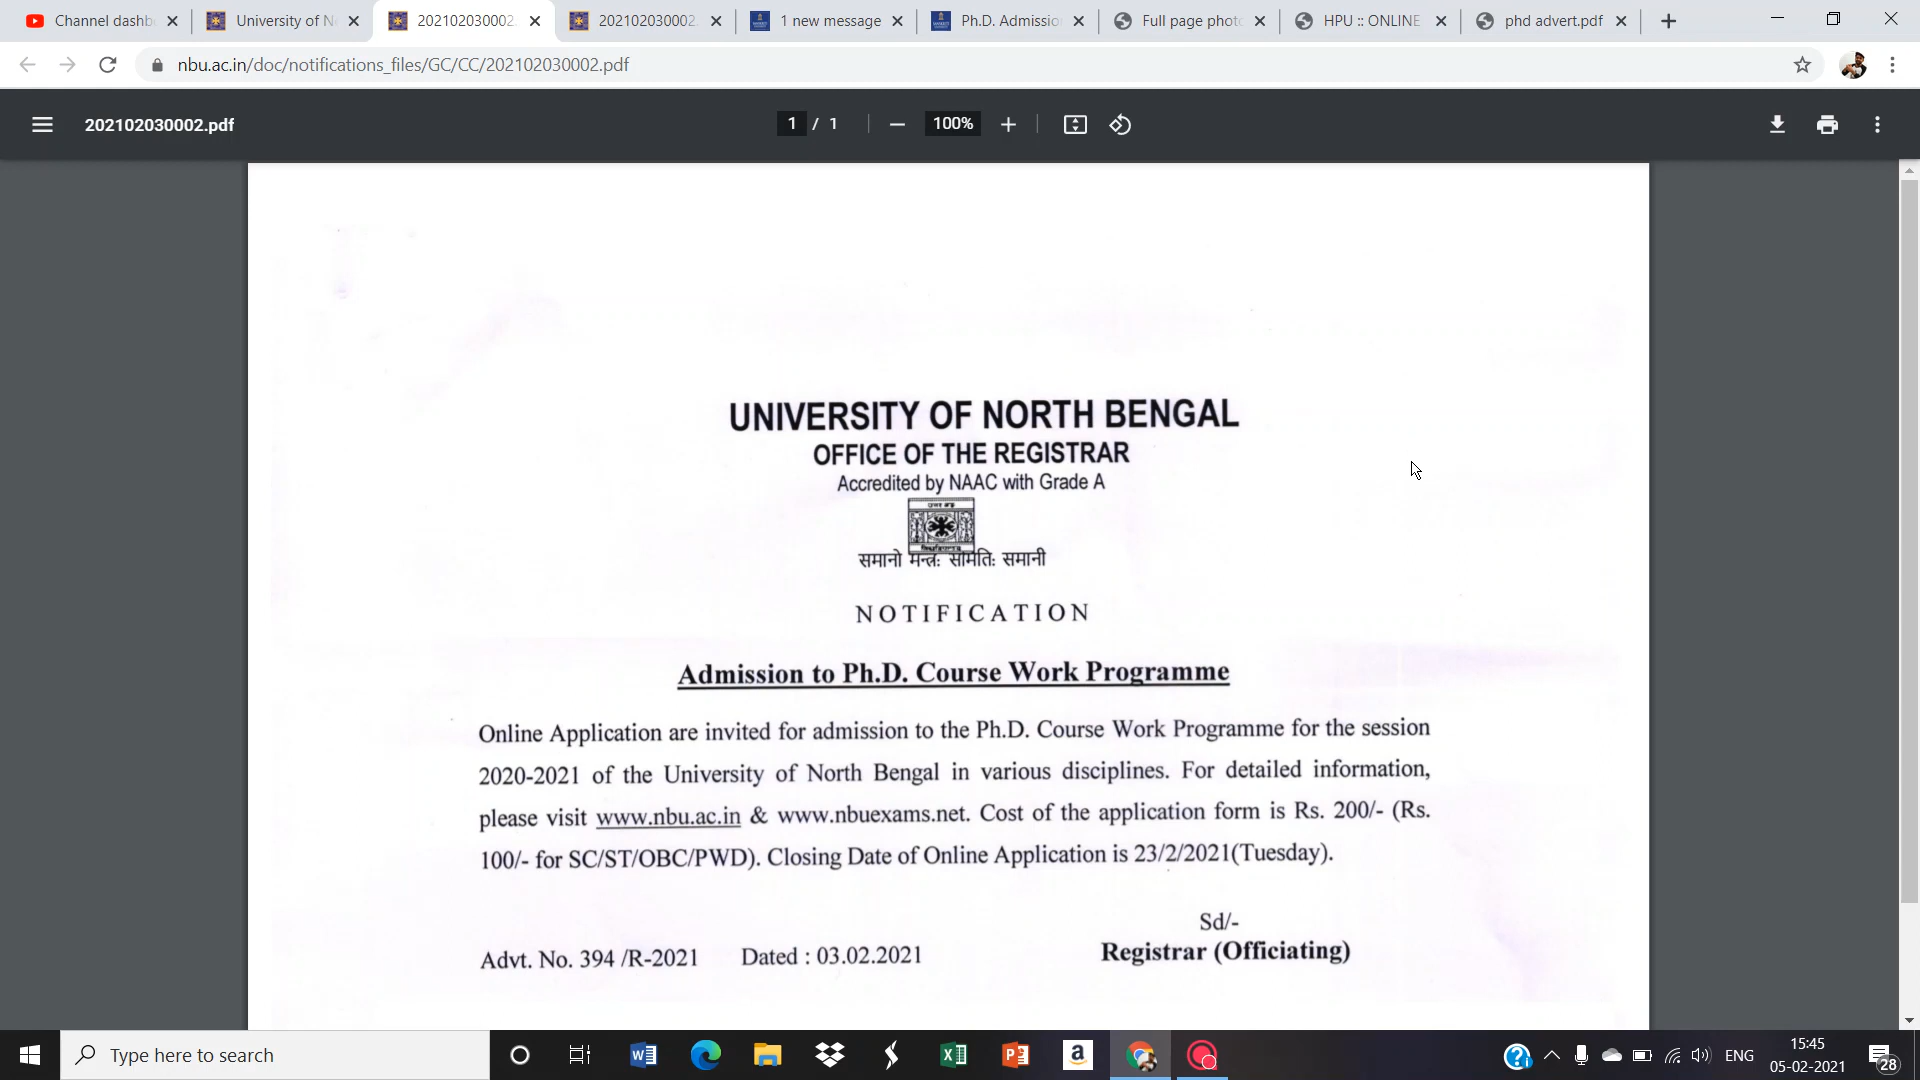 Channel dashb
University of N
202102030002.
202102030002.
1 new message
Ph.D. Admissio
Full page photo
HPU :: ONLINE
phd advert.pdf
nbu.ac.in/doc/notifications_files/GC/CC/202102030002.pdf
202102030002.pdf
1 / 1
100%
UNIVERSITY OF NORTH BENGAL
OFFICE OF THE REGISTRAR
Accredited by NAAC with Grade A
समानो मन्त्र: समिति: समानी
NOTIFICATION
Admission to Ph.D. Course Work Programme
Online Application are invited for admission to the Ph.D. Course Work Programme for the session
2020-2021 of the University of North Bengal in various disciplines. For detailed information,
please visit www.nbu.ac.in & www.nbuexams.net. Cost of the application form is Rs. 200/- (Rs.
100/- for SC/ST/OBC/PWD). Closing Date of Online Application is 23/2/2021(Tuesday).
Sd/-
Advt. No. 394 /R-2021 Dated : 03.02.2021 Registrar (Officiating)
Type here to search
ENG
15:45
05-02-2021
28